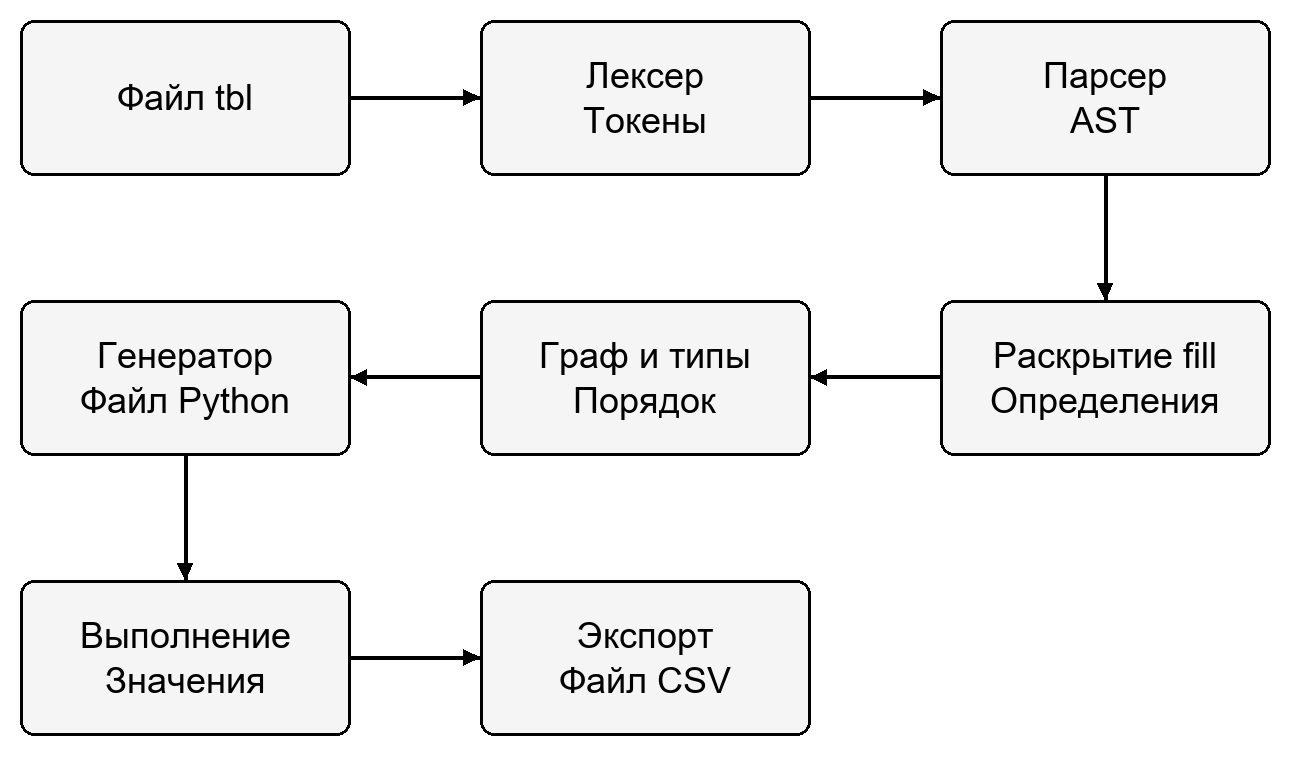 Файл tbl
Лексер
Токены
Парсер
AST
Раскрытие fill
Определения
Граф и типы
Порядок
Генератор
Файл Python
Выполнение
Значения
Экспорт
Файл CSV